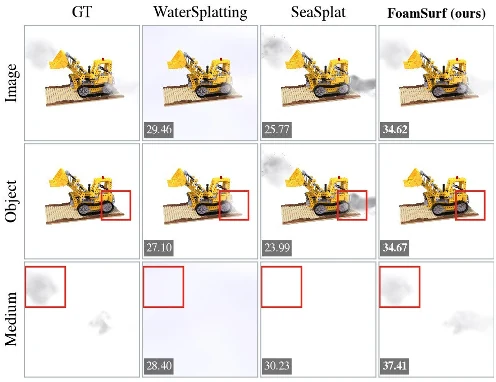 GT WaterSplatting SeaSplat FoamSurf (ours)
Image
29.46 25.77 34.62
Object
27.10 23.99 34.67
Medium
28.40 30.23 37.41